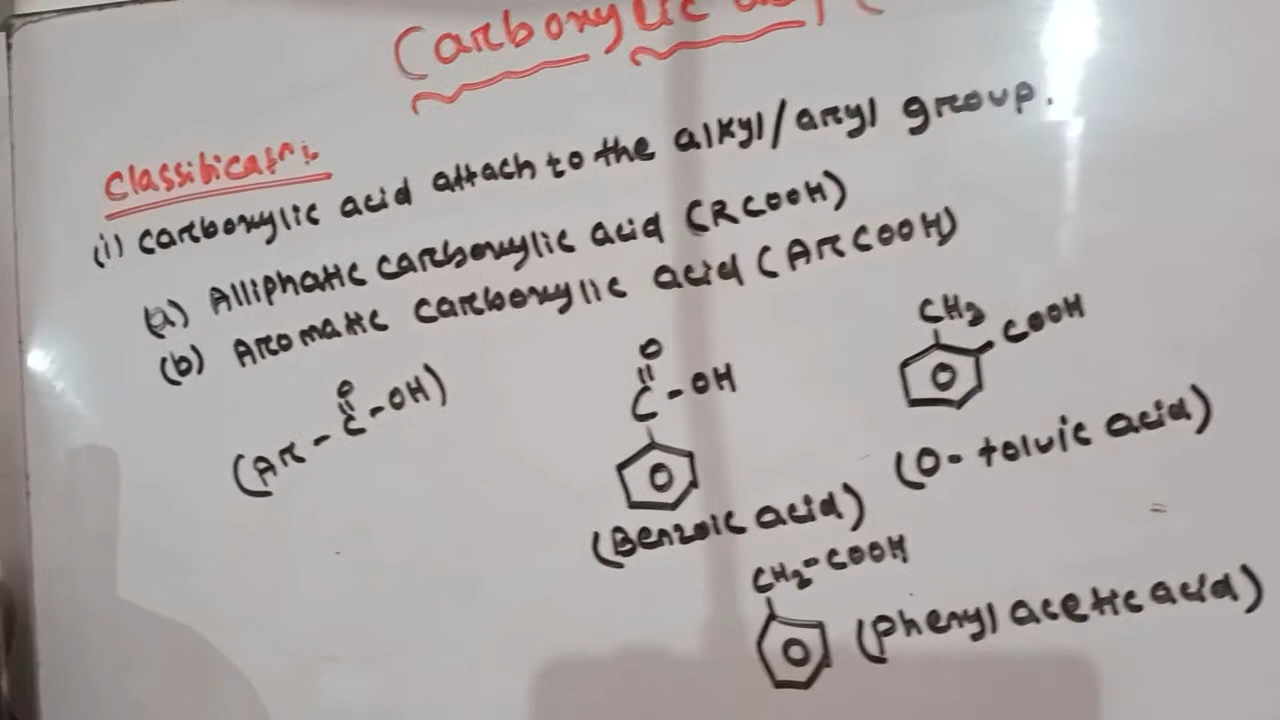 Carboxylic
Classificatn:
(i) carboxylic acid attach to the alkyl/aryl group.
(a) Alliphatic carboxylic acid (RCOOH)
(b) Aromatic carboxylic acid (ArCOOH)
(Ar-C-OH)
O
O
C-OH
(Benzoic acid)
CH3
COOH
(O-toluic acid)
CH2-COOH
(phenyl acetic acid)